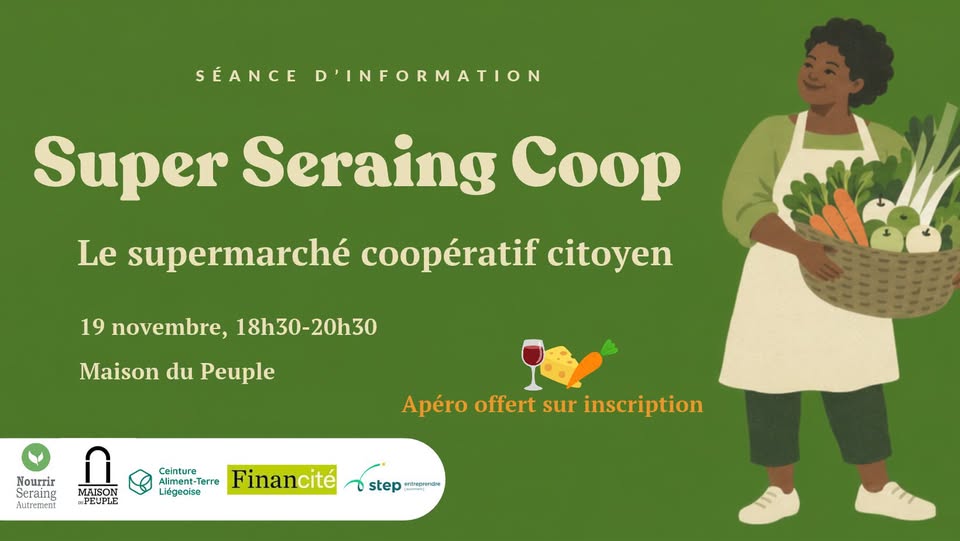 SÉANCE D'INFORMATION
Super Seraing Coop
Le supermarché coopératif citoyen
19 novembre, 18h30-20h30
Maison du Peuple
Apéro offert sur inscription
Nourrir
Seraing
Autrement
MAISON
DU PEUPLE
Ceinture
Aliment-Terre
Liégeoise
Financité
step entreprendre